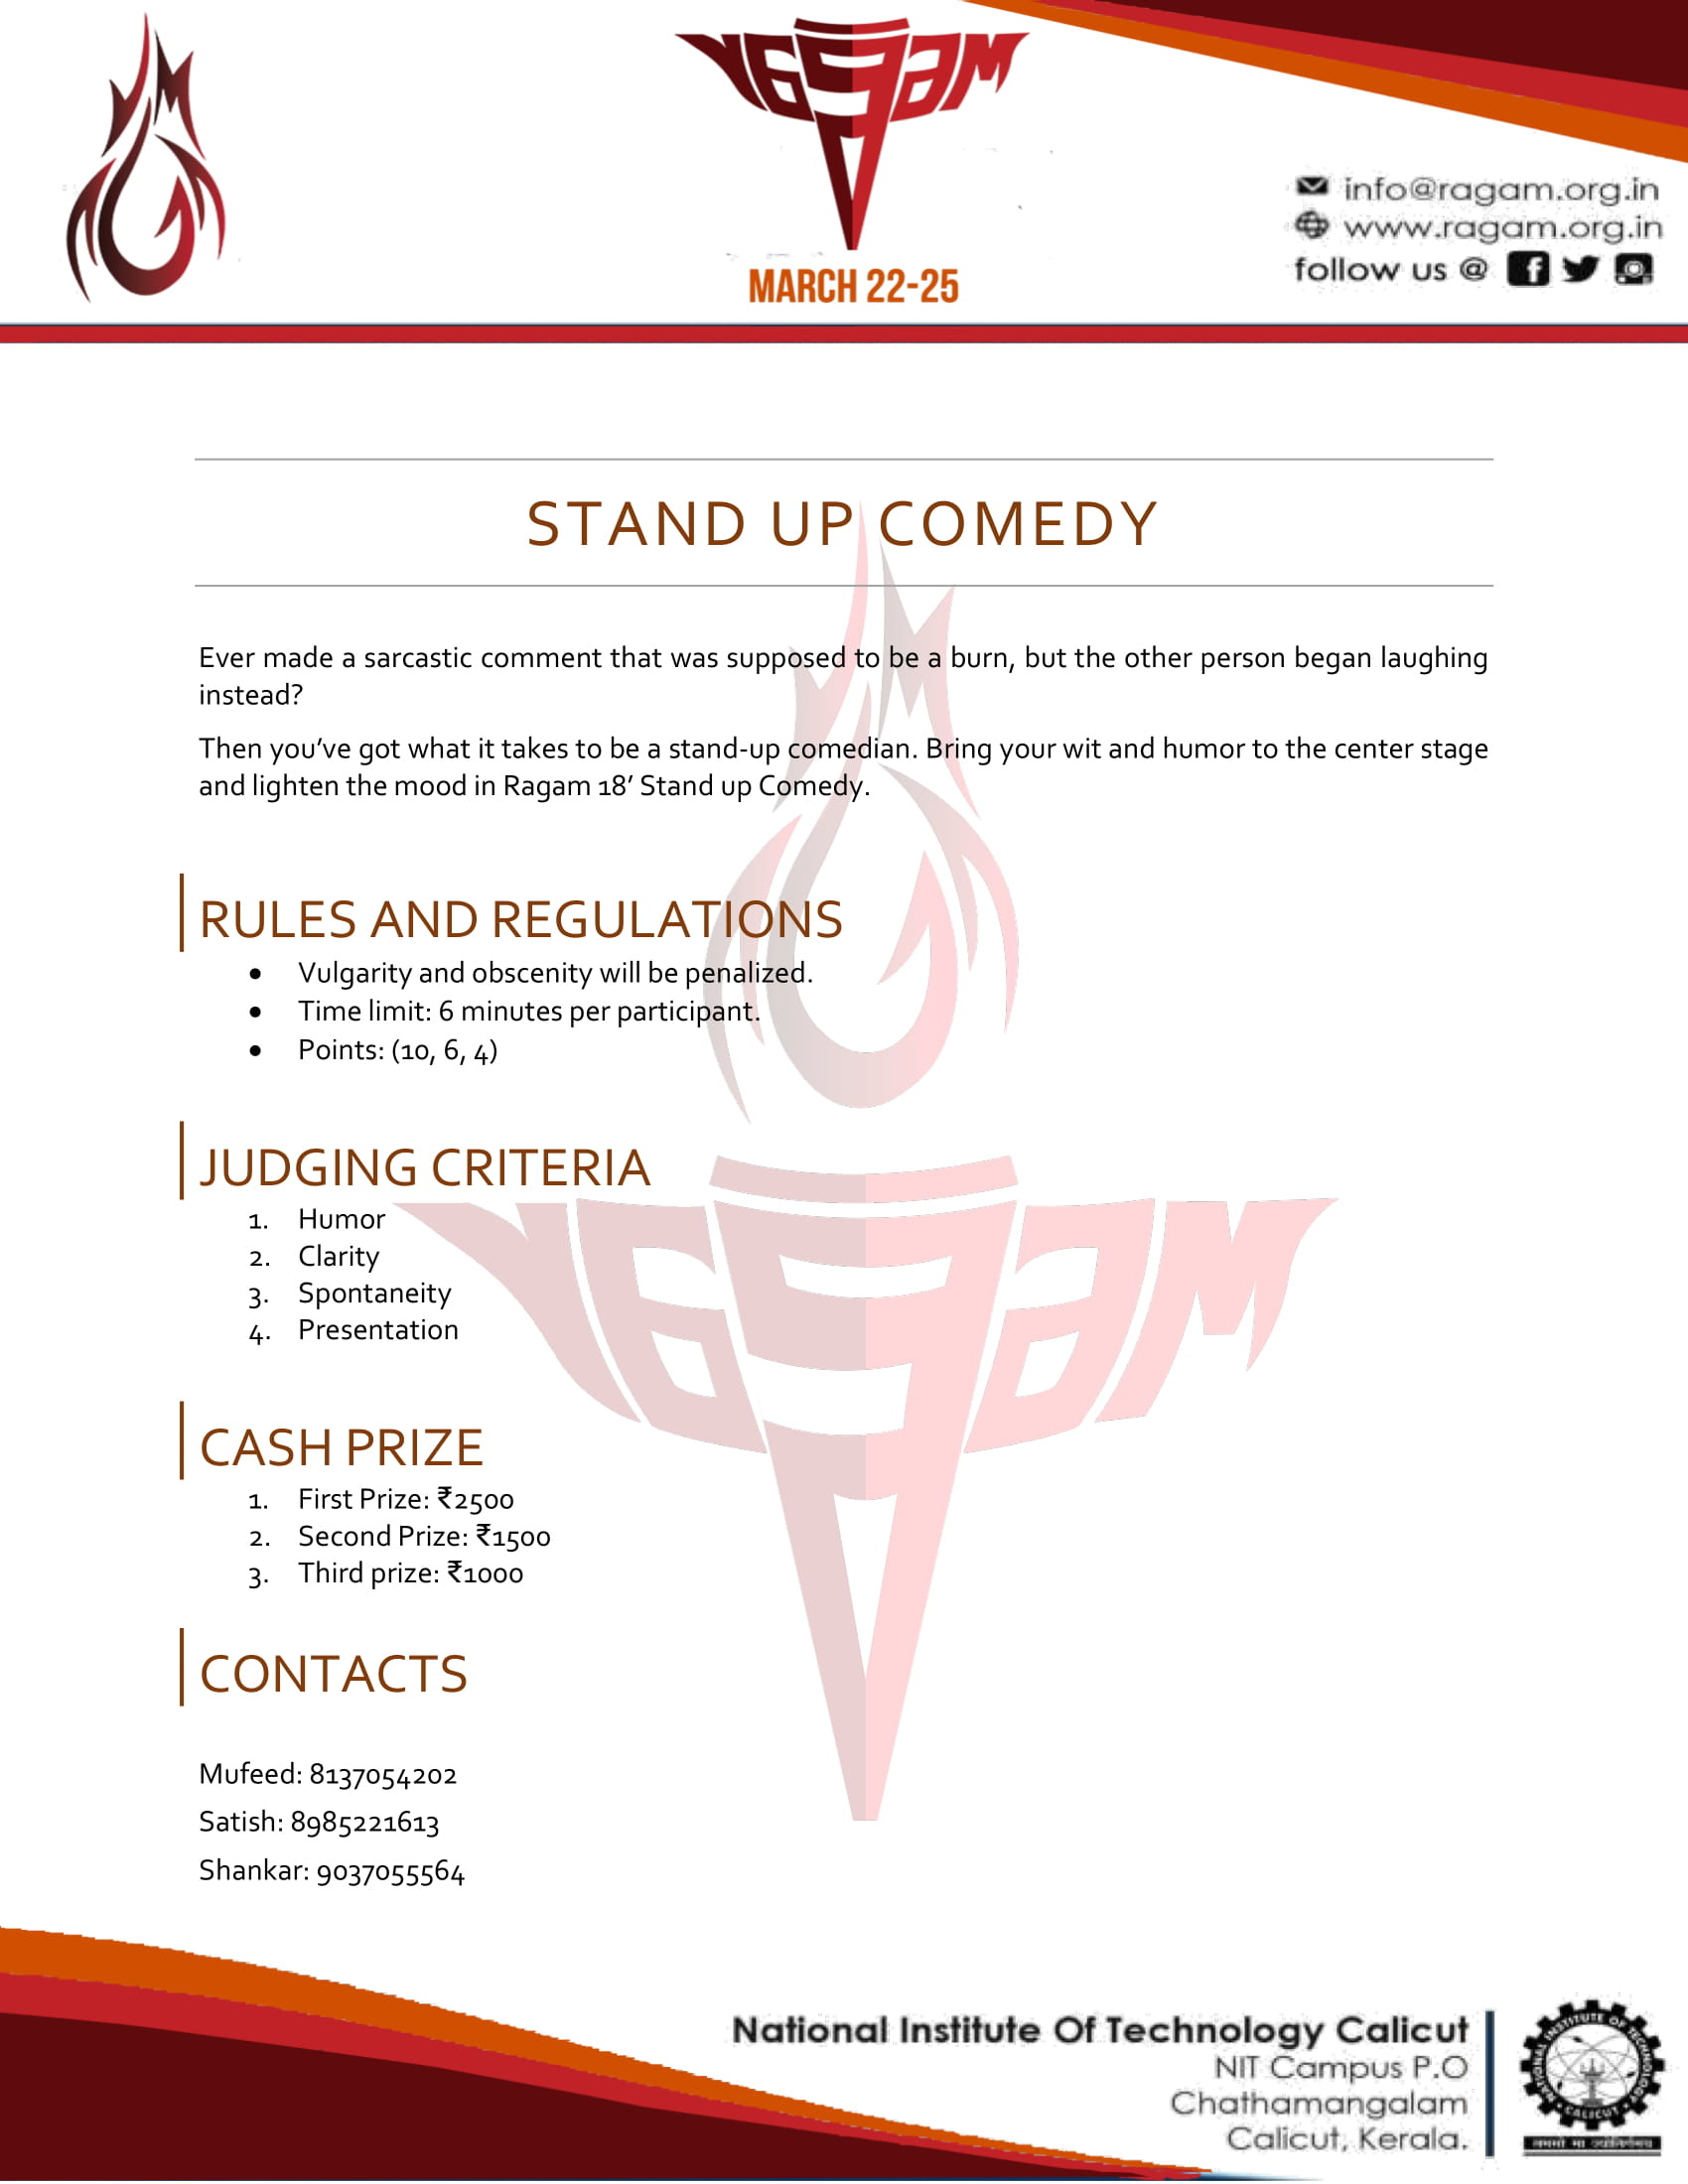 ragam
MARCH 22-25
info@ragam.org.in
www.ragam.org.in
follow us @
STAND UP COMEDY
Ever made a sarcastic comment that was supposed to be a burn, but the other person began laughing
instead?
Then you’ve got what it takes to be a stand-up comedian. Bring your wit and humor to the center stage
and lighten the mood in Ragam 18’ Stand up Comedy.
RULES AND REGULATIONS
• Vulgarity and obscenity will be penalized.
• Time limit: 6 minutes per participant.
• Points: (10, 6, 4)
JUDGING CRITERIA
1. Humor
2. Clarity
3. Spontaneity
4. Presentation
ragam
CASH PRIZE
1. First Prize: ₹2500
2. Second Prize: ₹1500
3. Third prize: ₹1000
CONTACTS
Mufeed: 8137054202
Satish: 8985221613
Shankar: 9037055564
National Institute Of Technology Calicut
NIT Campus P.O
Chathamangalam
Calicut, Kerala.
NATIONAL INSTITUTE OF TECHNOLOGY
CALICUT